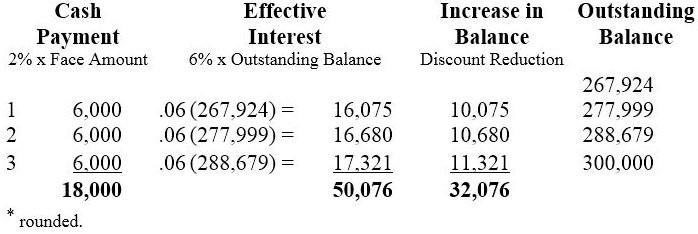 Cash Effective Increase in Outstanding
Payment Interest Balance Balance
2% x Face Amount 6% x Outstanding Balance Discount Reduction
267,924
1 6,000 .06 (267,924) = 16,075 10,075 277,999
2 6,000 .06 (277,999) = 16,680 10,680 288,679
3 6,000 .06 (288,679) = 17,321 11,321 300,000
18,000 50,076 32,076
* rounded.